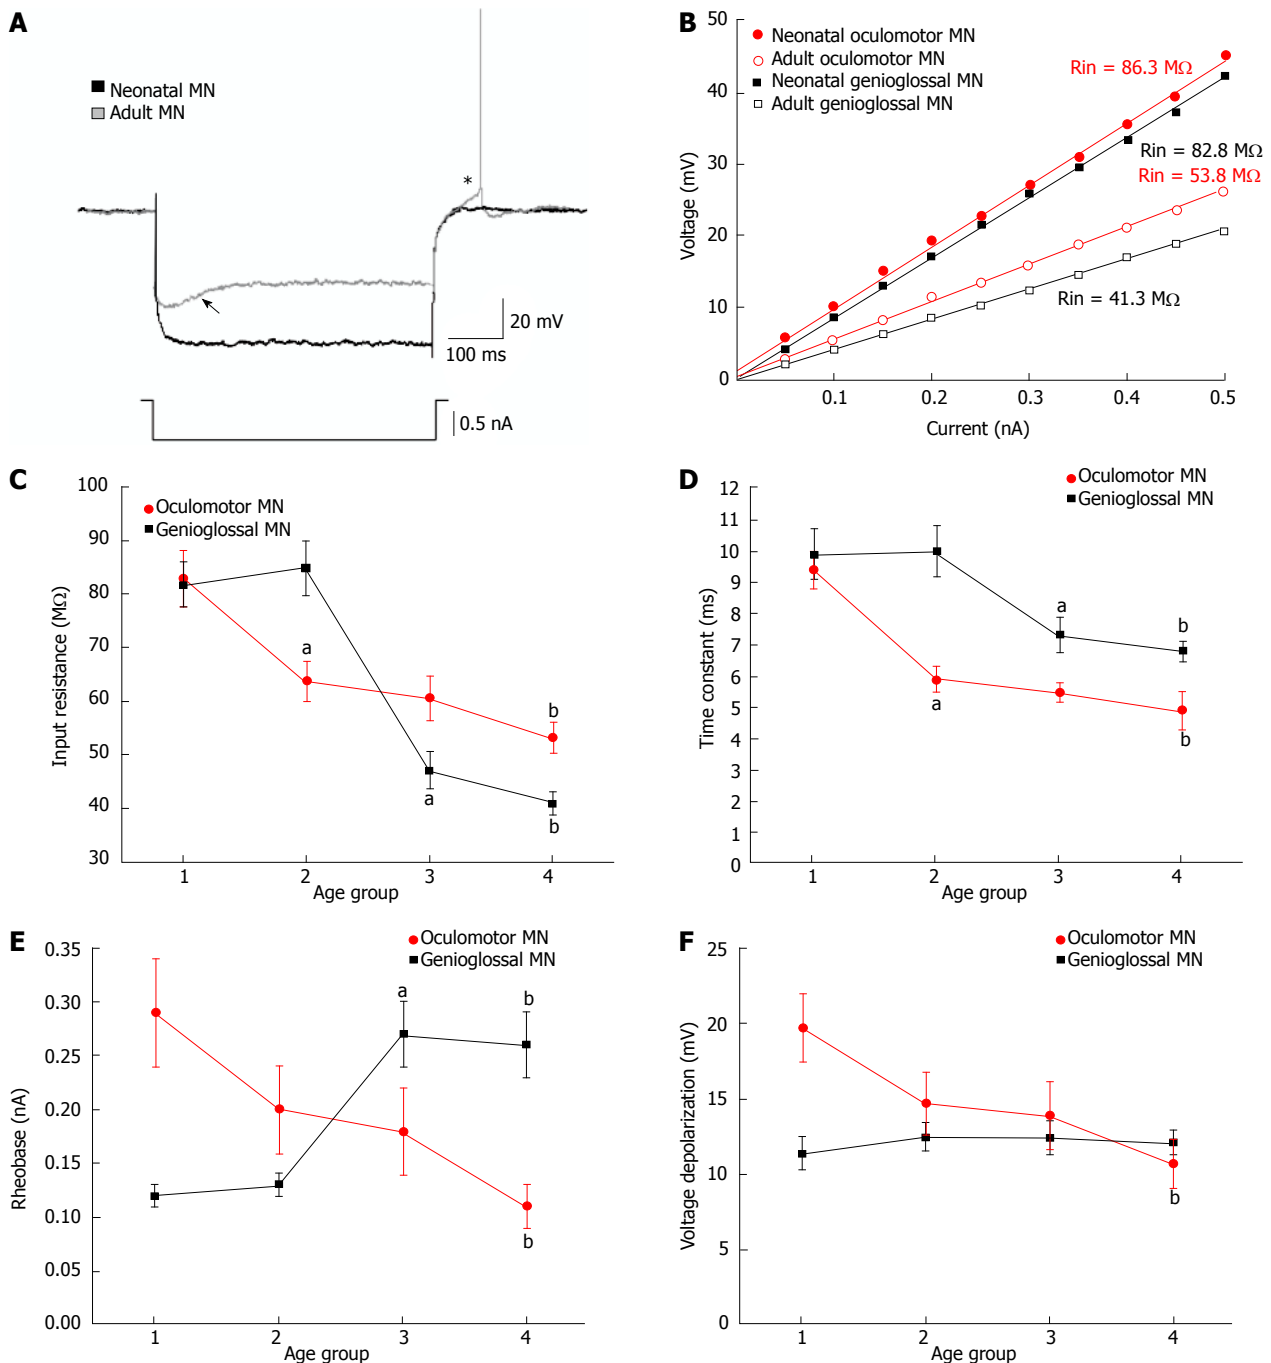 A
Neonatal MN
Adult MN
*
20 mV
100 ms
0.5 nA
B
Neonatal oculomotor MN
Adult oculomotor MN
Neonatal genioglossal MN
Adult genioglossal MN
Rin = 86.3 MΩ
Rin = 82.8 MΩ
Rin = 53.8 MΩ
Rin = 41.3 MΩ
Voltage (mV)
50
40
30
20
10
0
0.1 0.2 0.3 0.4 0.5
Current (nA)
C
Oculomotor MN
Genioglossal MN
Input resistance (MΩ)
100
90
80
70
60
50
40
30
a
b
a
b
1 2 3 4
Age group
D
Oculomotor MN
Genioglossal MN
Time constant (ms)
12
11
10
9
8
7
6
5
4
3
2
1
0
a
b
a
b
1 2 3 4
Age group
E
Oculomotor MN
Genioglossal MN
Rheobase (nA)
0.35
0.30
0.25
0.20
0.15
0.10
0.05
0.00
a
b
b
1 2 3 4
Age group
F
Oculomotor MN
Genioglossal MN
Voltage depolarization (mV)
25
20
15
10
5
0
b
1 2 3 4
Age group